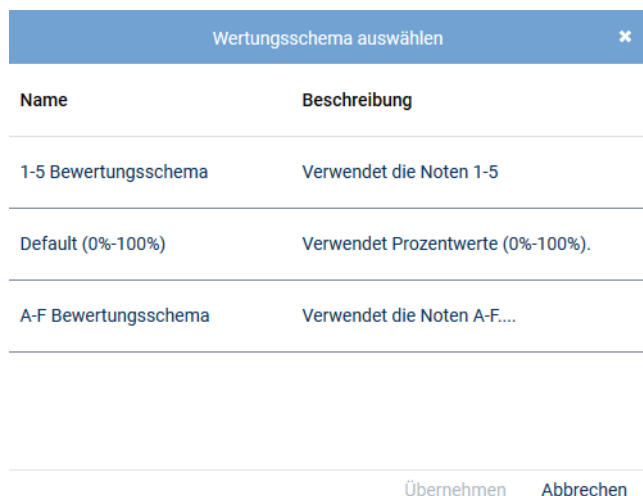 Wertungsschema auswählen
Name Beschreibung
1-5 Bewertungsschema Verwendet die Noten 1-5
Default (0%-100%) Verwendet Prozentwerte (0%-100%).
A-F Bewertungsschema Verwendet die Noten A-F....
Übernehmen Abbrechen